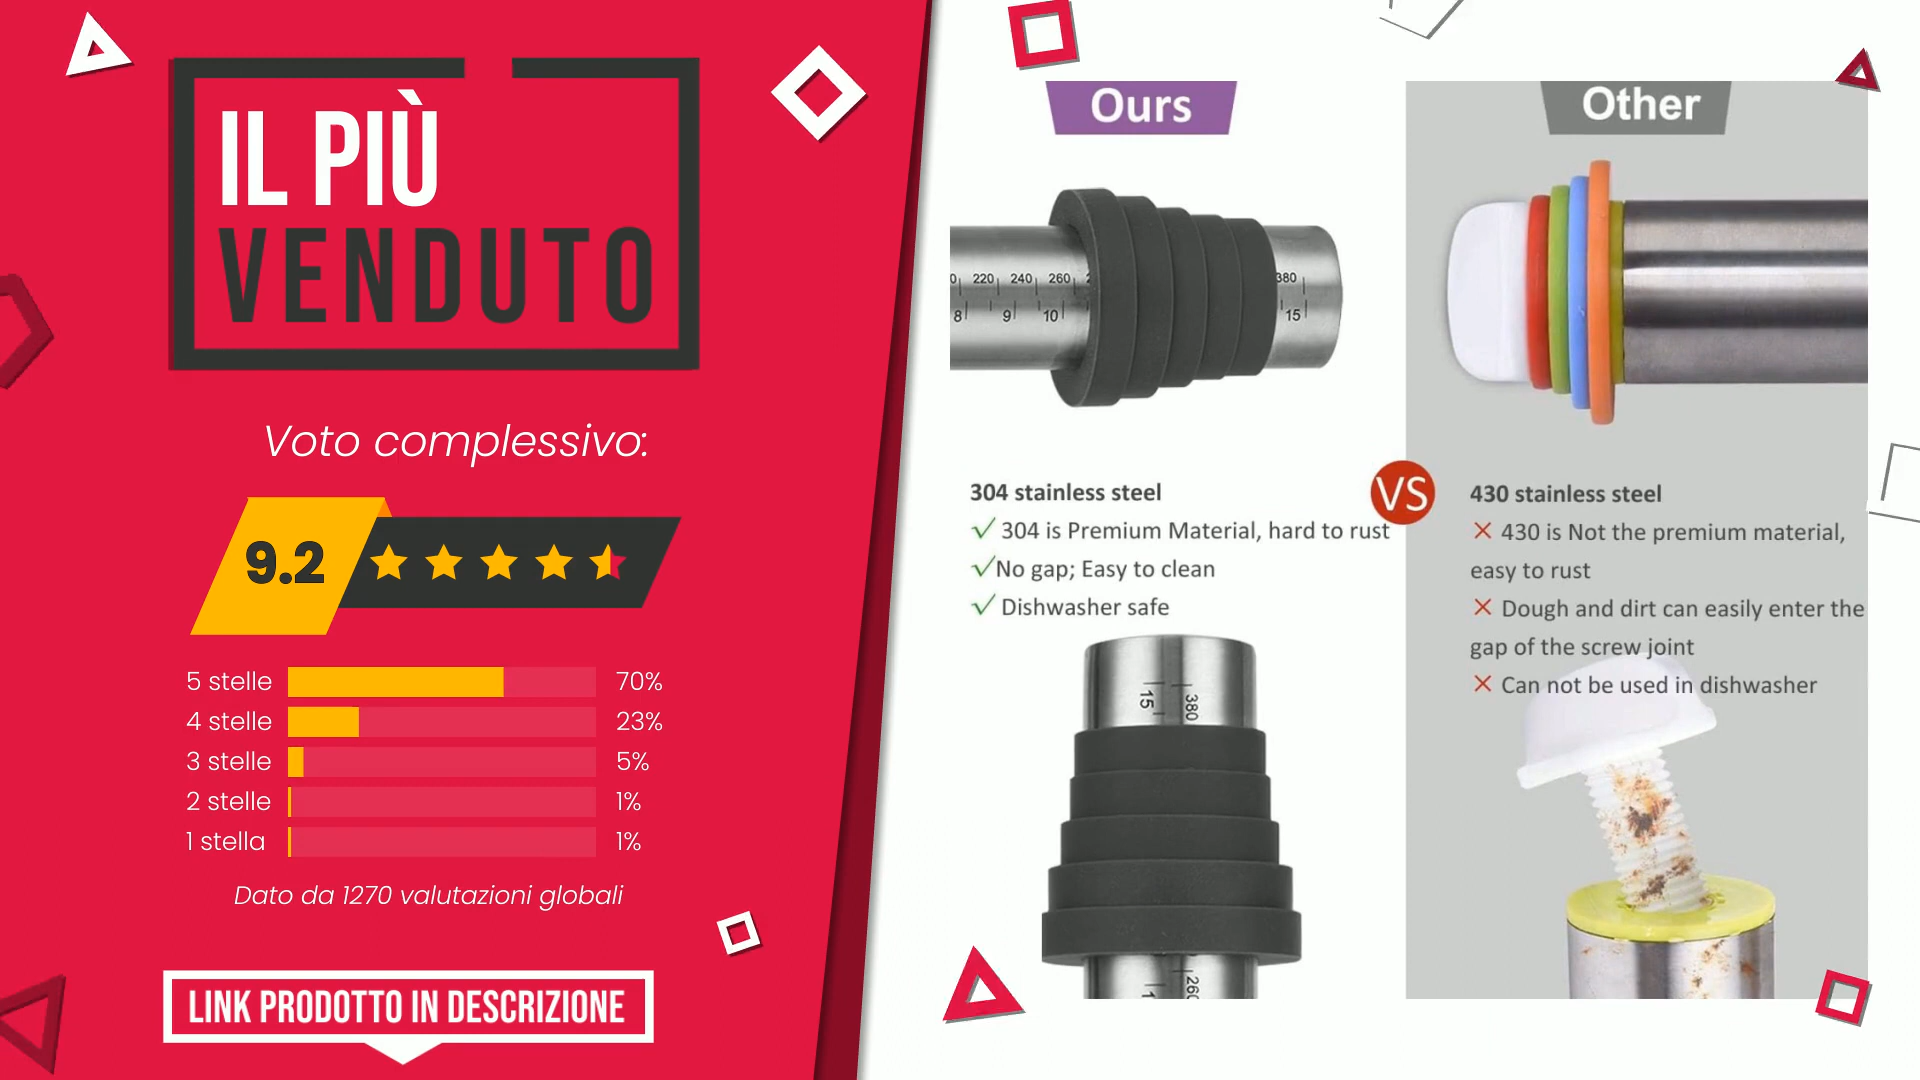 IL PIÙ
VENDUTO
Voto complessivo:
9.2
5 stelle 70%
4 stelle 23%
3 stelle 5%
2 stelle 1%
1 stella 1%
Dato da 1270 valutazioni globali
LINK PRODOTTO IN DESCRIZIONE
Ours
0 220 240 260 2 380
8 9 10 15
304 stainless steel
✓ 304 is Premium Material, hard to rust
✓No gap; Easy to clean
✓ Dishwasher safe
15 380
1 260
VS
Other
430 stainless steel
✕ 430 is Not the premium material,
easy to rust
✕ Dough and dirt can easily enter the
gap of the screw joint
✕ Can not be used in dishwasher